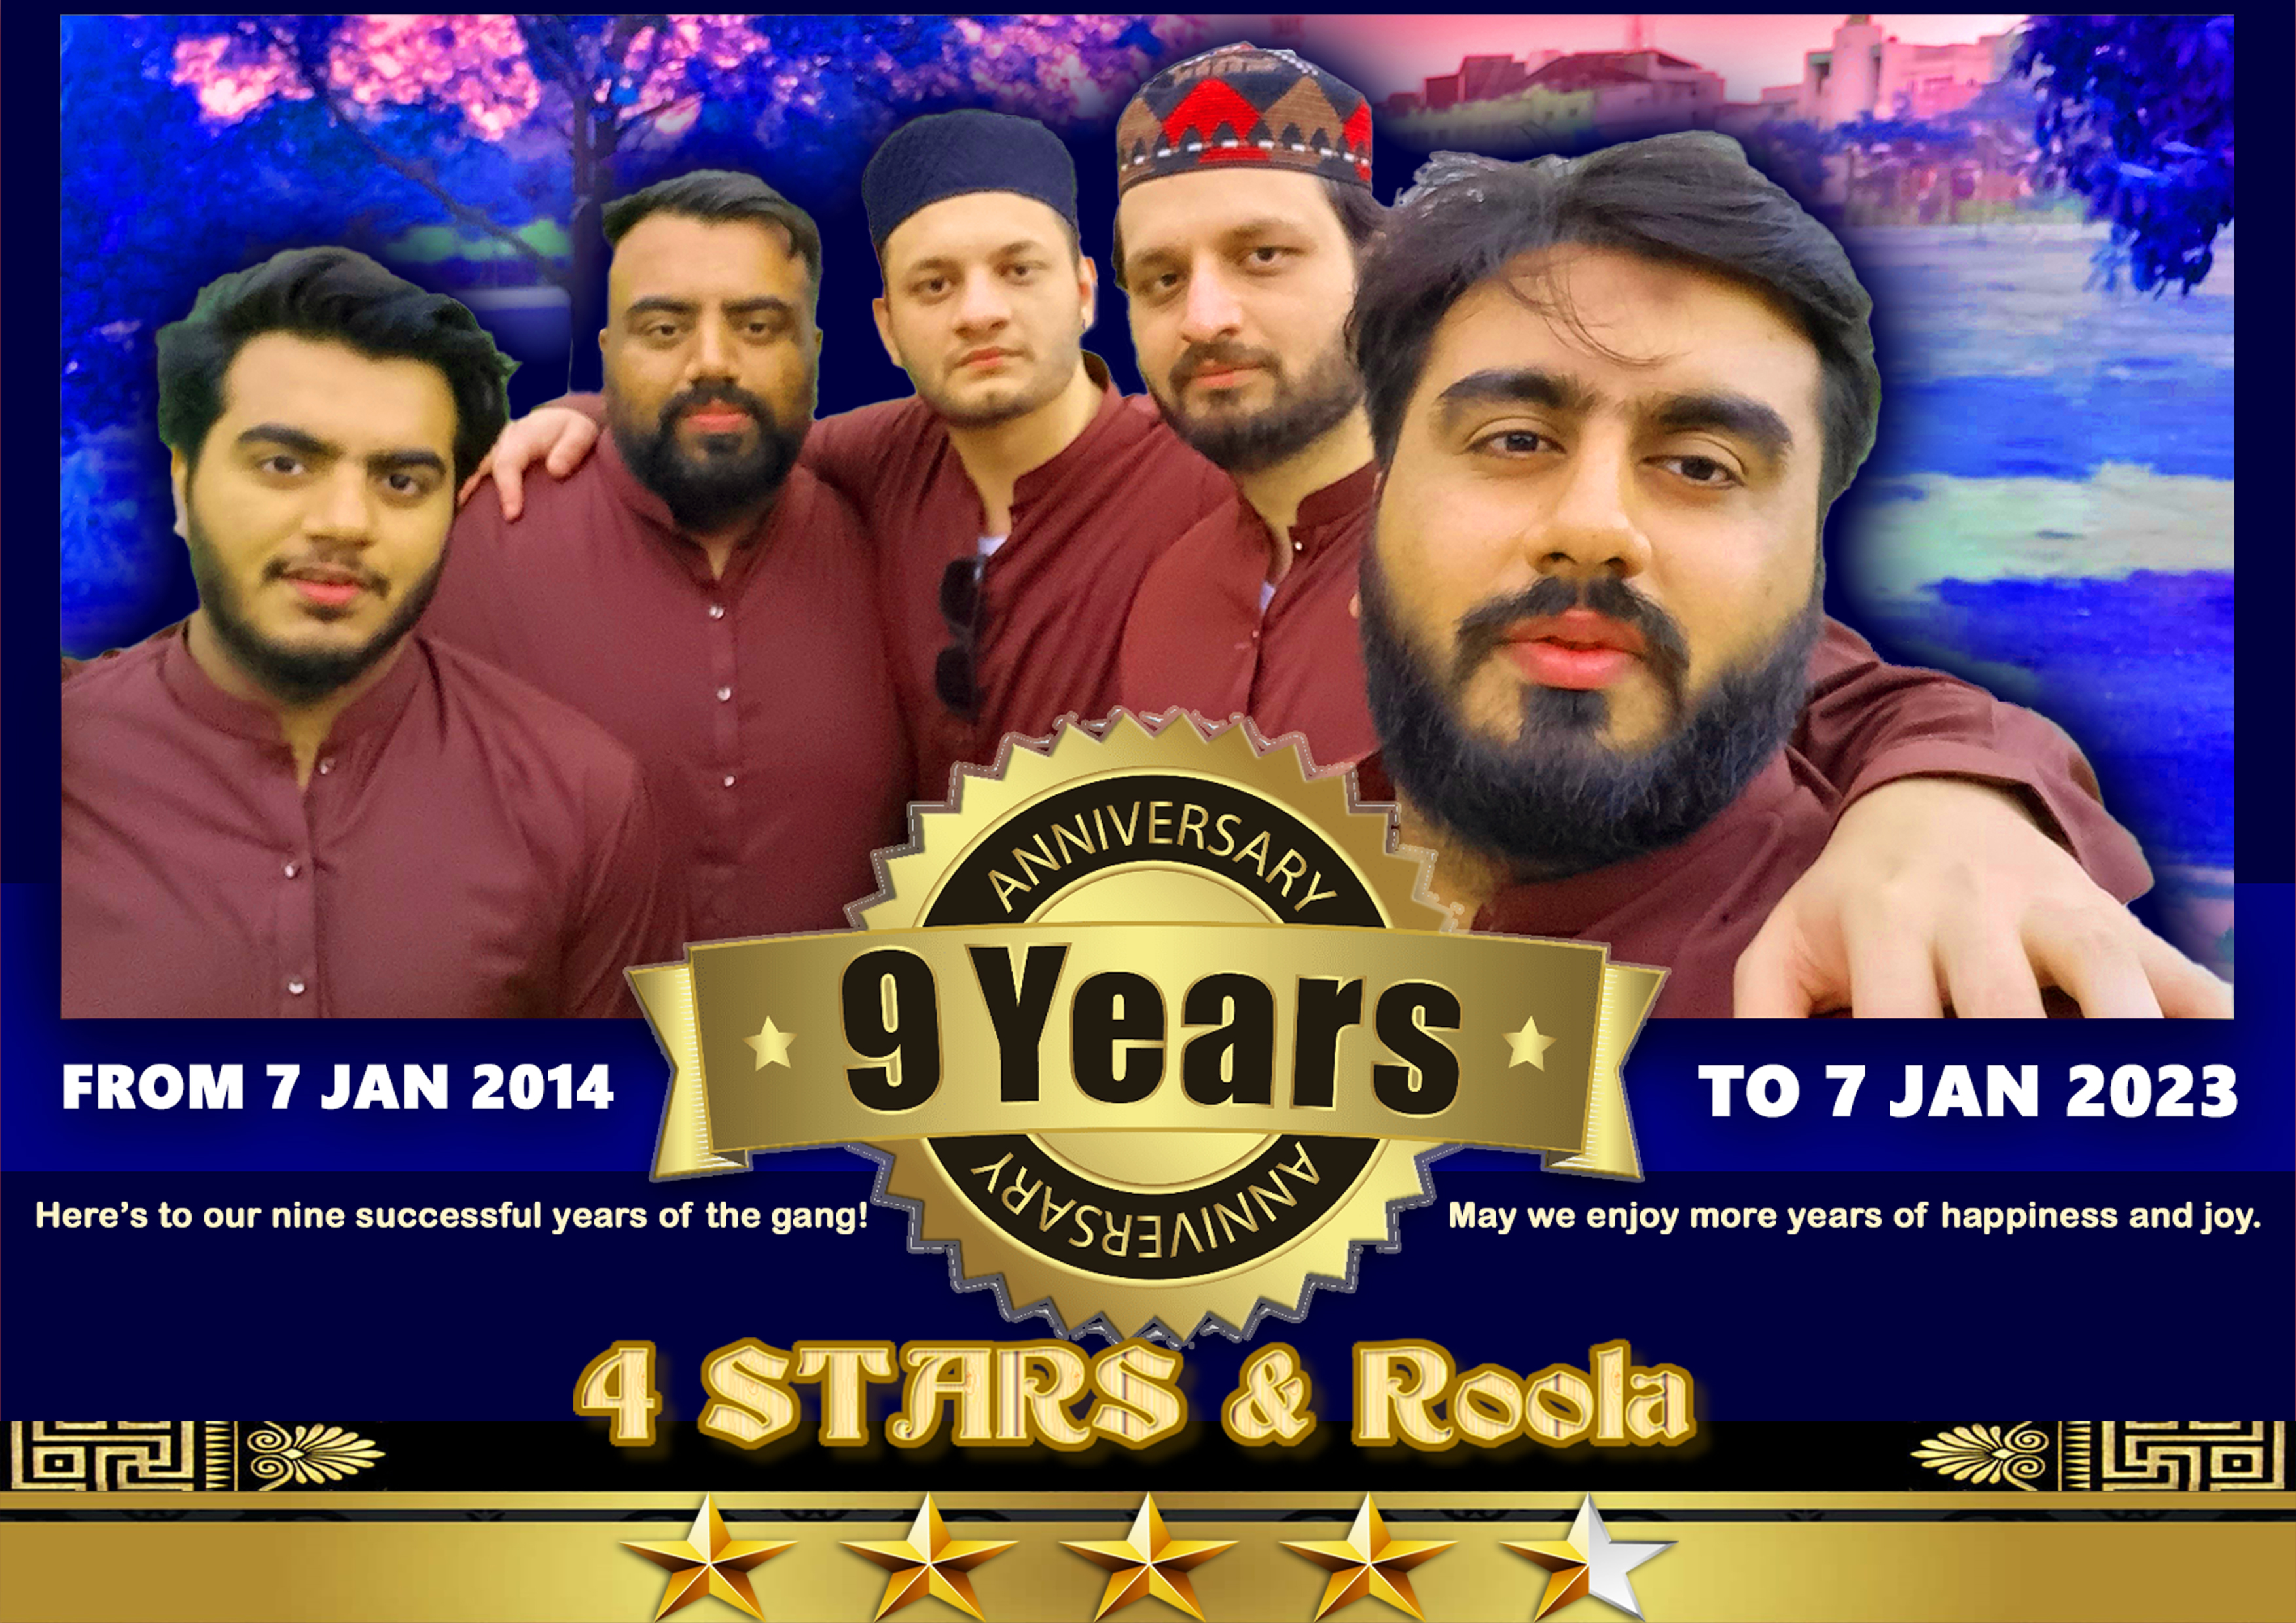 ANNIVERSARY
9 Years
ANNIVERSARY
FROM 7 JAN 2014
TO 7 JAN 2023
Here's to our nine successful years of the gang!
May we enjoy more years of happiness and joy.
4 STARS & Roola